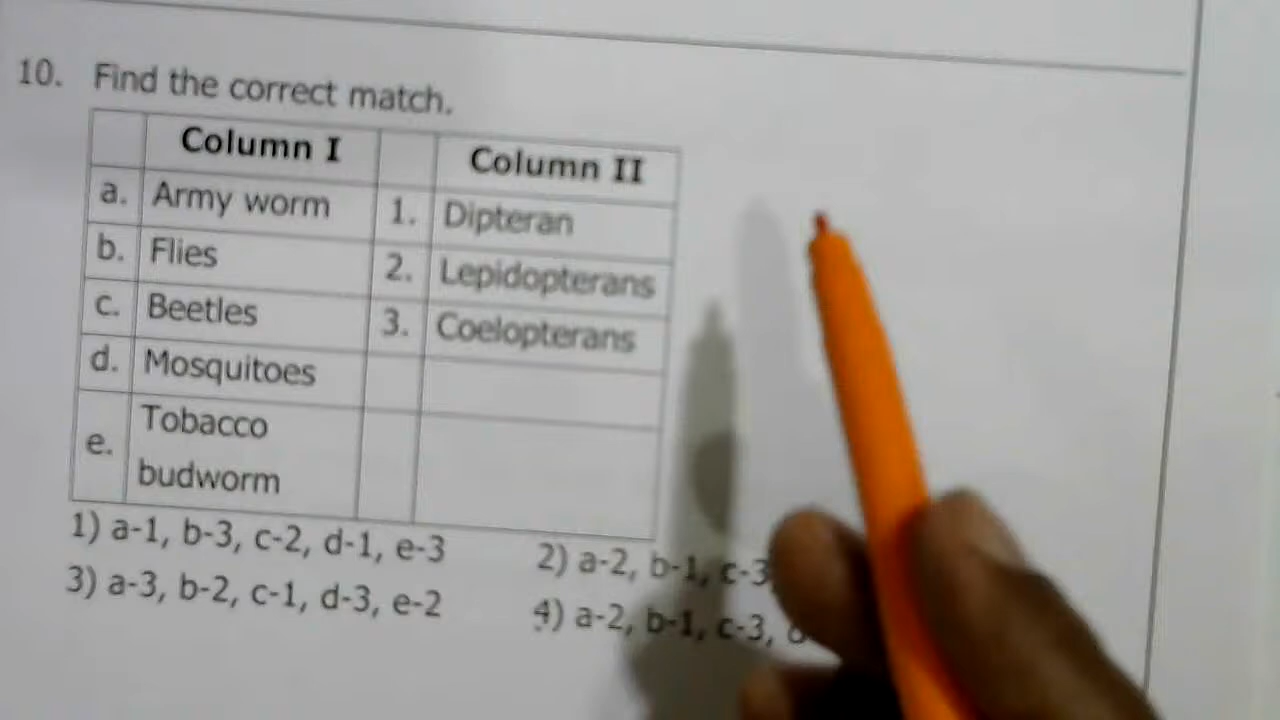 10. Find the correct match.
Column I Column II
a. Army worm 1. Dipteran
b. Flies 2. Lepidopterans
c. Beetles 3. Coelopterans
d. Mosquitoes
e. Tobacco
budworm
1) a-1, b-3, c-2, d-1, e-3 2) a-2, b-1, c-3
3) a-3, b-2, c-1, d-3, e-2 4) a-2, b-1, c-3,